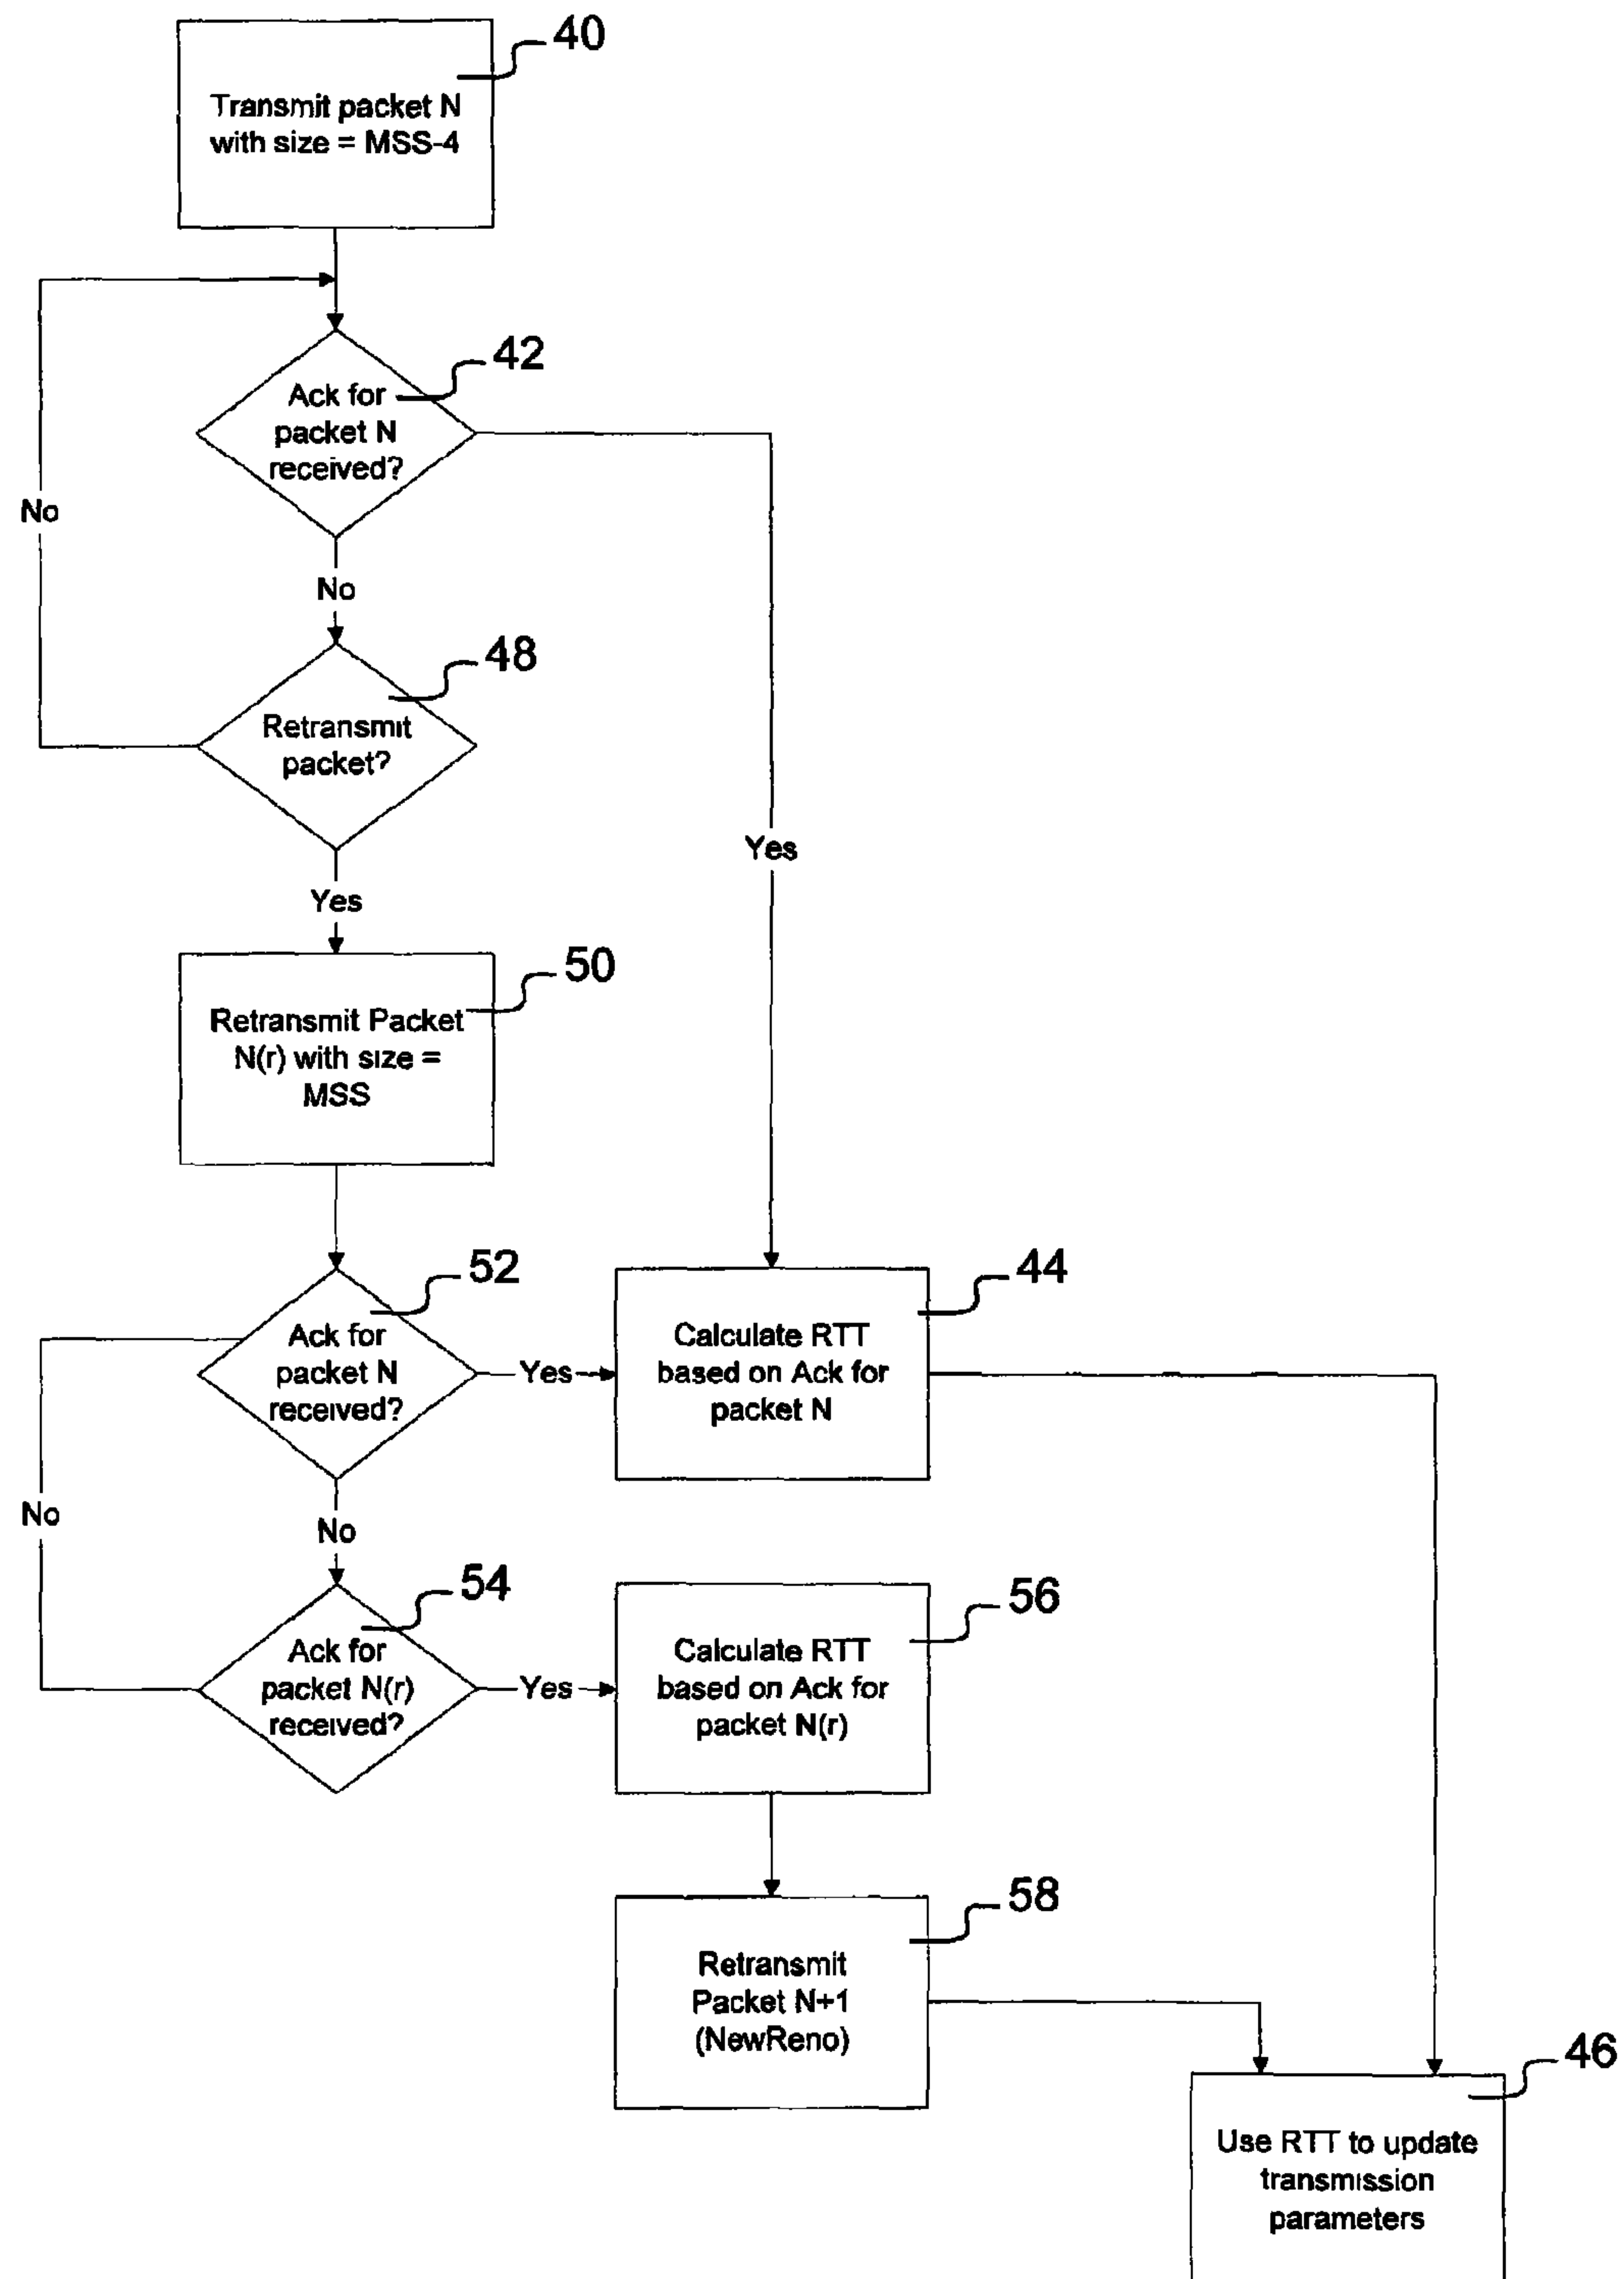 40
Transmit packet N
with size = MSS-4
42
Ack for
packet N
received?
No
No
48
Retransmit
packet?
Yes
Yes
50
Retransmit Packet
N(r) with size =
MSS
52
Ack for
packet N
received?
Yes
44
Calculate RTT
based on Ack for
packet N
No
No
54
Ack for
packet N(r)
received?
Yes
56
Calculate RTT
based on Ack for
packet N(r)
58
Retransmit
Packet N+1
(NewReno)
46
Use RTT to update
transmission
parameters